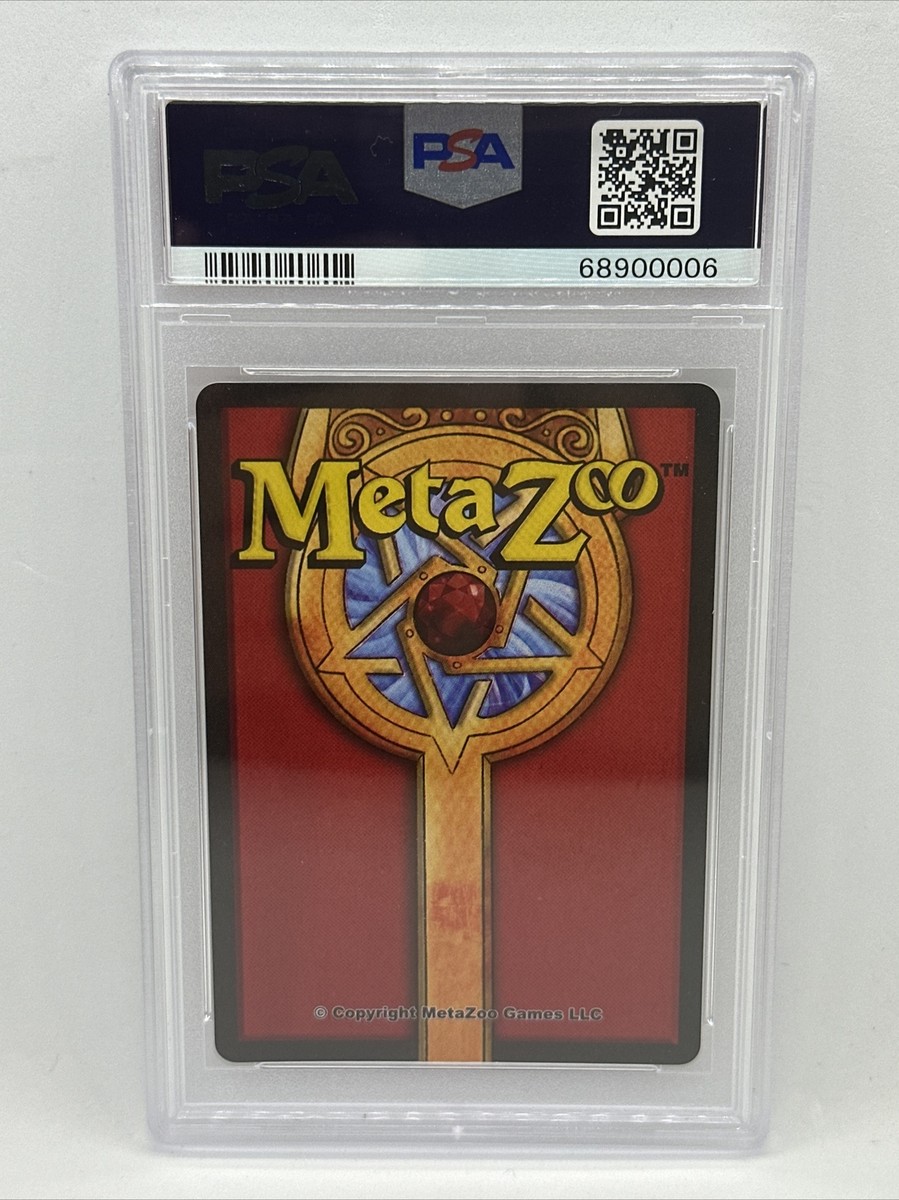 PSA
PSA
68900006
MetaZoo™
© Copyright MetaZoo Games LLC